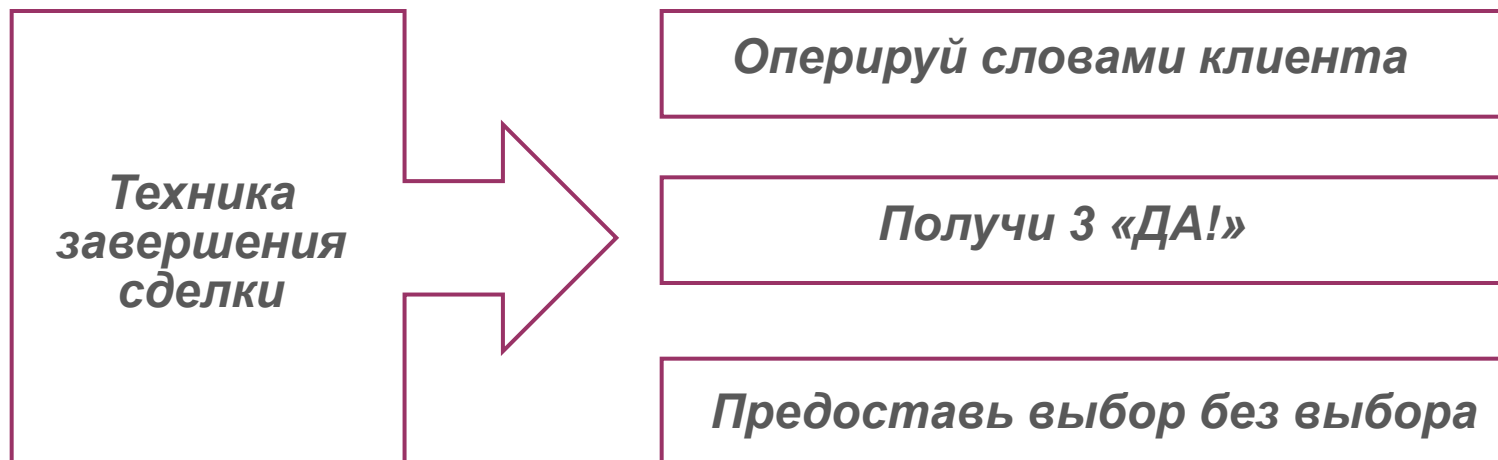 Техника
завершения
сделки
Оперируй словами клиента
Получи 3 «ДА!»
Предоставь выбор без выбора